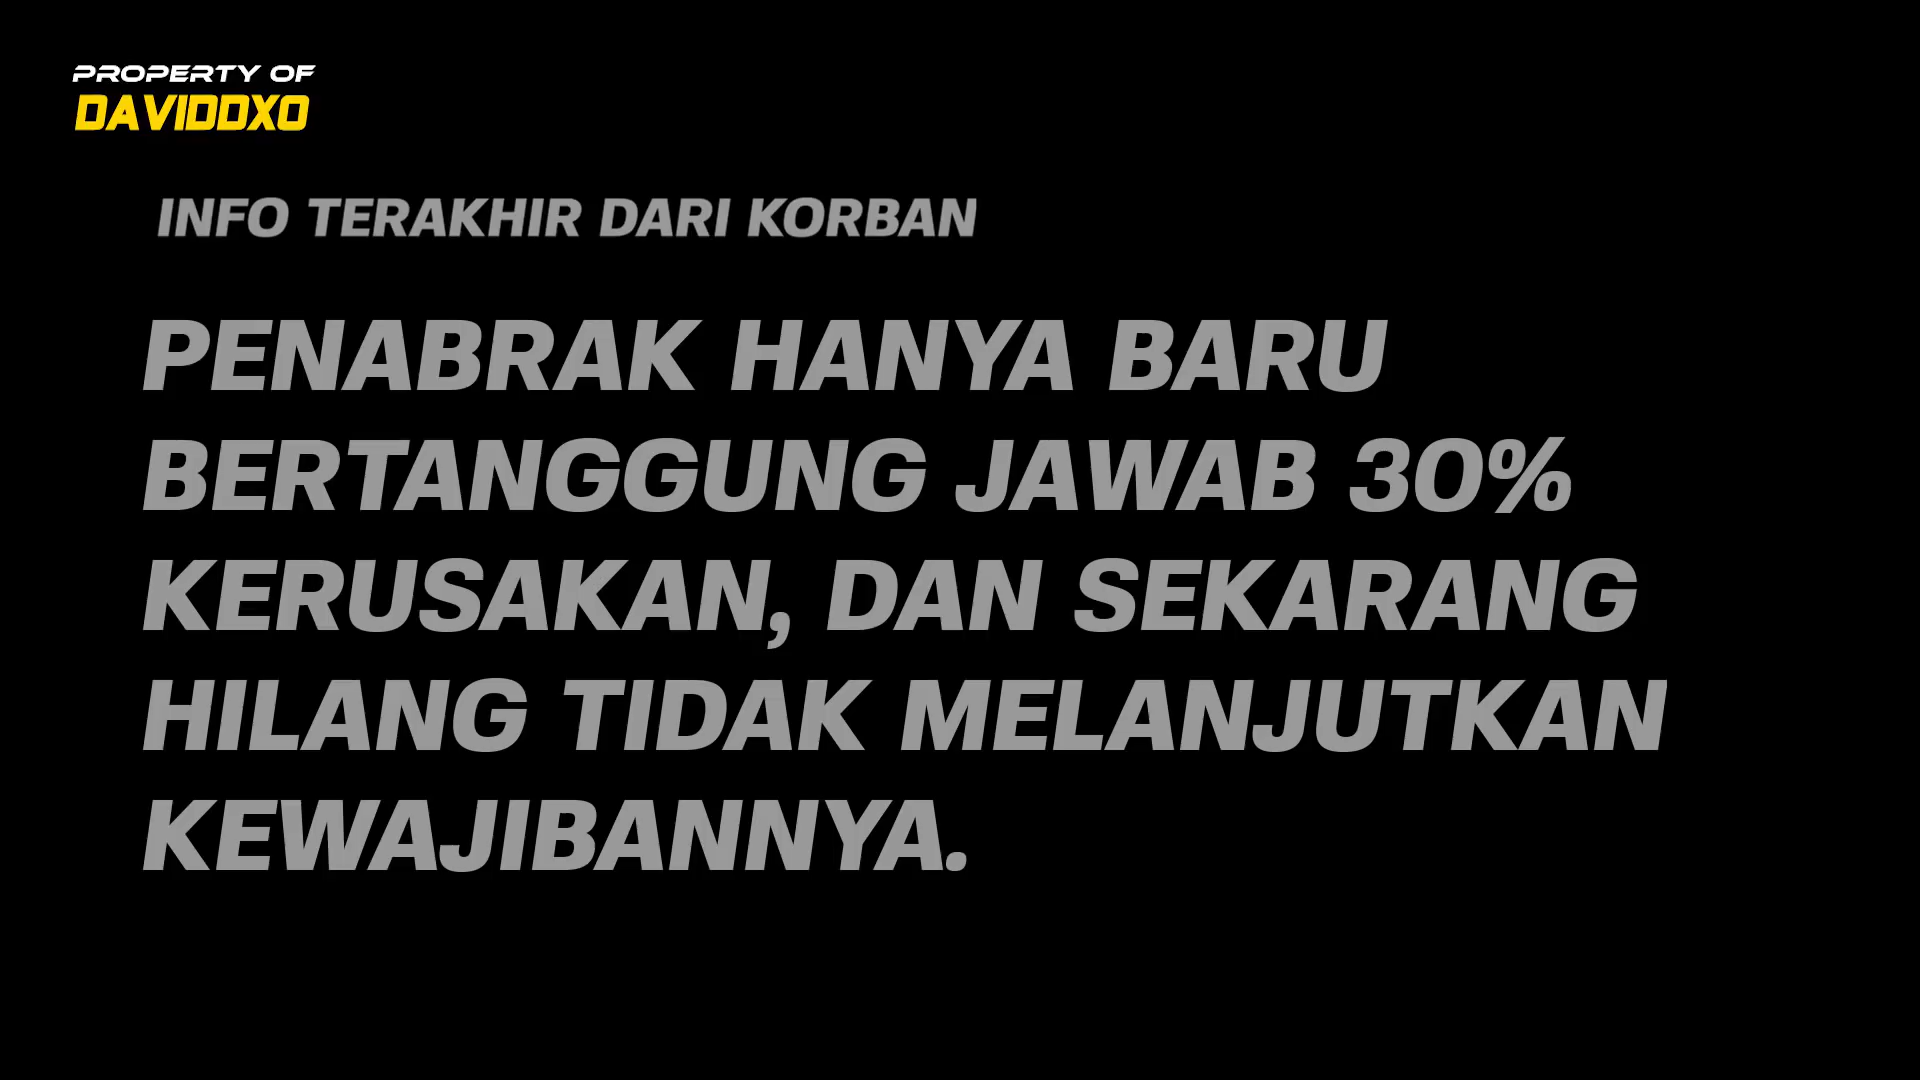 PROPERTY OF
DAVIDDXO
INFO TERAKHIR DARI KORBAN
PENABRAK HANYA BARU
BERTANGGUNG JAWAB 30%
KERUSAKAN, DAN SEKARANG
HILANG TIDAK MELANJUTKAN
KEWAJIBANNYA.